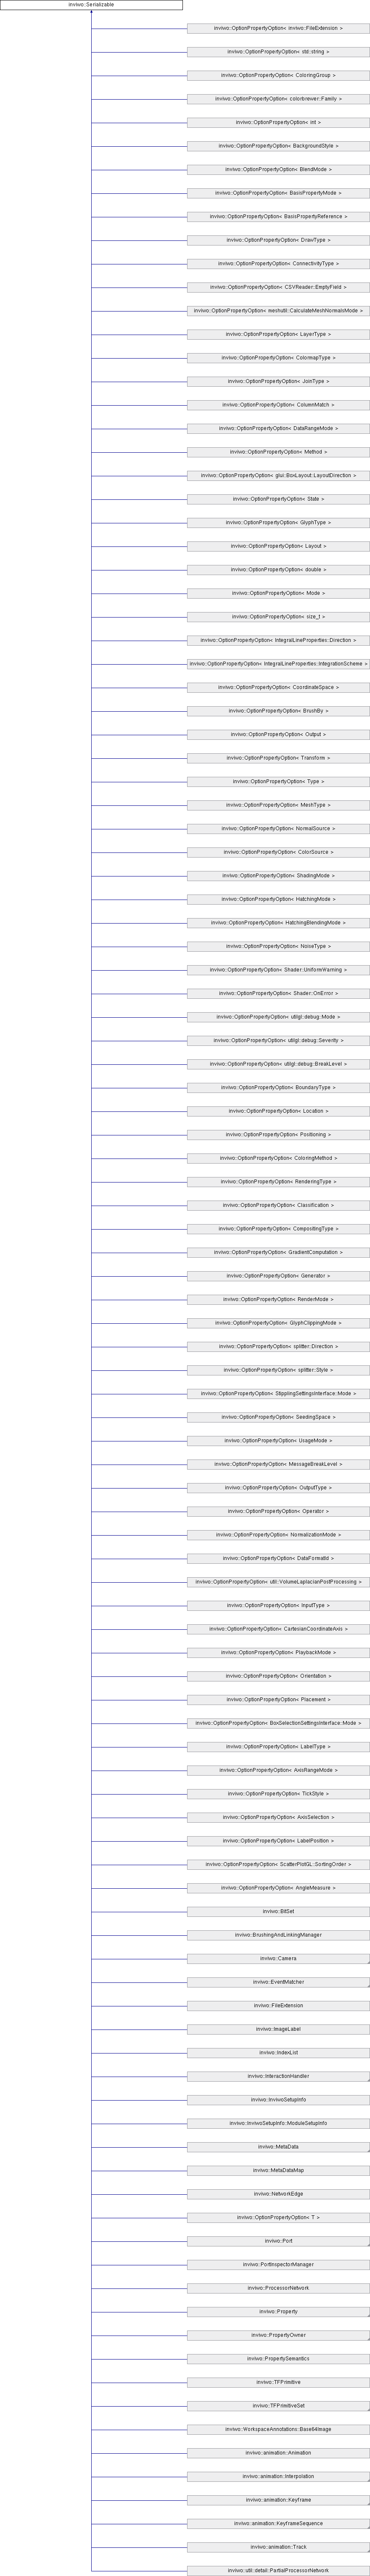 inviwo::Serializable
inviwo::OptionPropertyOption< inviwo::FileExtension >
inviwo::OptionPropertyOption< std::string >
inviwo::OptionPropertyOption< ColoringGroup >
inviwo::OptionPropertyOption< colorbrewer::Family >
inviwo::OptionPropertyOption< int >
inviwo::OptionPropertyOption< BackgroundStyle >
inviwo::OptionPropertyOption< BlendMode >
inviwo::OptionPropertyOption< BasisPropertyMode >
inviwo::OptionPropertyOption< BasisPropertyReference >
inviwo::OptionPropertyOption< DrawType >
inviwo::OptionPropertyOption< ConnectivityType >
inviwo::OptionPropertyOption< CSVReader::EmptyField >
inviwo::OptionPropertyOption< meshutil::CalculateMeshNormalsMode >
inviwo::OptionPropertyOption< LayerType >
inviwo::OptionPropertyOption< ColormapType >
inviwo::OptionPropertyOption< JoinType >
inviwo::OptionPropertyOption< ColumnMatch >
inviwo::OptionPropertyOption< DataRangeMode >
inviwo::OptionPropertyOption< Method >
inviwo::OptionPropertyOption< glui::BoxLayout::LayoutDirection >
inviwo::OptionPropertyOption< State >
inviwo::OptionPropertyOption< GlyphType >
inviwo::OptionPropertyOption< Layout >
inviwo::OptionPropertyOption< double >
inviwo::OptionPropertyOption< Mode >
inviwo::OptionPropertyOption< size_t >
inviwo::OptionPropertyOption< IntegralLineProperties::Direction >
inviwo::OptionPropertyOption< IntegralLineProperties::IntegrationScheme >
inviwo::OptionPropertyOption< CoordinateSpace >
inviwo::OptionPropertyOption< BrushBy >
inviwo::OptionPropertyOption< Output >
inviwo::OptionPropertyOption< Transform >
inviwo::OptionPropertyOption< Type >
inviwo::OptionPropertyOption< MeshType >
inviwo::OptionPropertyOption< NormalSource >
inviwo::OptionPropertyOption< ColorSource >
inviwo::OptionPropertyOption< ShadingMode >
inviwo::OptionPropertyOption< HatchingMode >
inviwo::OptionPropertyOption< HatchingBlendingMode >
inviwo::OptionPropertyOption< NoiseType >
inviwo::OptionPropertyOption< Shader::UniformWarning >
inviwo::OptionPropertyOption< Shader::OnError >
inviwo::OptionPropertyOption< utilgl::debug::Mode >
inviwo::OptionPropertyOption< utilgl::debug::Severity >
inviwo::OptionPropertyOption< utilgl::debug::BreakLevel >
inviwo::OptionPropertyOption< BoundaryType >
inviwo::OptionPropertyOption< Location >
inviwo::OptionPropertyOption< Positioning >
inviwo::OptionPropertyOption< ColoringMethod >
inviwo::OptionPropertyOption< RenderingType >
inviwo::OptionPropertyOption< Classification >
inviwo::OptionPropertyOption< CompositingType >
inviwo::OptionPropertyOption< GradientComputation >
inviwo::OptionPropertyOption< Generator >
inviwo::OptionPropertyOption< RenderMode >
inviwo::OptionPropertyOption< GlyphClippingMode >
inviwo::OptionPropertyOption< splitter::Direction >
inviwo::OptionPropertyOption< splitter::Style >
inviwo::OptionPropertyOption< StipplingSettingsInterface::Mode >
inviwo::OptionPropertyOption< SeedingSpace >
inviwo::OptionPropertyOption< UsageMode >
inviwo::OptionPropertyOption< MessageBreakLevel >
inviwo::OptionPropertyOption< OutputType >
inviwo::OptionPropertyOption< Operator >
inviwo::OptionPropertyOption< NormalizationMode >
inviwo::OptionPropertyOption< DataFormatId >
inviwo::OptionPropertyOption< util::VolumeLaplacianPostProcessing >
inviwo::OptionPropertyOption< InputType >
inviwo::OptionPropertyOption< CartesianCoordinateAxis >
inviwo::OptionPropertyOption< PlaybackMode >
inviwo::OptionPropertyOption< Orientation >
inviwo::OptionPropertyOption< Placement >
inviwo::OptionPropertyOption< BoxSelectionSettingsInterface::Mode >
inviwo::OptionPropertyOption< LabelType >
inviwo::OptionPropertyOption< AxisRangeMode >
inviwo::OptionPropertyOption< TickStyle >
inviwo::OptionPropertyOption< AxisSelection >
inviwo::OptionPropertyOption< LabelPosition >
inviwo::OptionPropertyOption< ScatterPlotGL::SortingOrder >
inviwo::OptionPropertyOption< AngleMeasure >
inviwo::BitSet
inviwo::BrushingAndLinkingManager
inviwo::Camera
inviwo::EventMatcher
inviwo::FileExtension
inviwo::ImageLabel
inviwo::IndexList
inviwo::InteractionHandler
inviwo::InviwoSetupInfo
inviwo::InviwoSetupInfo::ModuleSetupInfo
inviwo::MetaData
inviwo::MetaDataMap
inviwo::NetworkEdge
inviwo::OptionPropertyOption< T >
inviwo::Port
inviwo::PortInspectorManager
inviwo::ProcessorNetwork
inviwo::Property
inviwo::PropertyOwner
inviwo::PropertySemantics
inviwo::TFPrimitive
inviwo::TFPrimitiveSet
inviwo::WorkspaceAnnotations::Base64Image
inviwo::animation::Animation
inviwo::animation::Interpolation
inviwo::animation::Keyframe
inviwo::animation::KeyframeSequence
inviwo::animation::Track
inviwo::util::detail::PartialProcessorNetwork